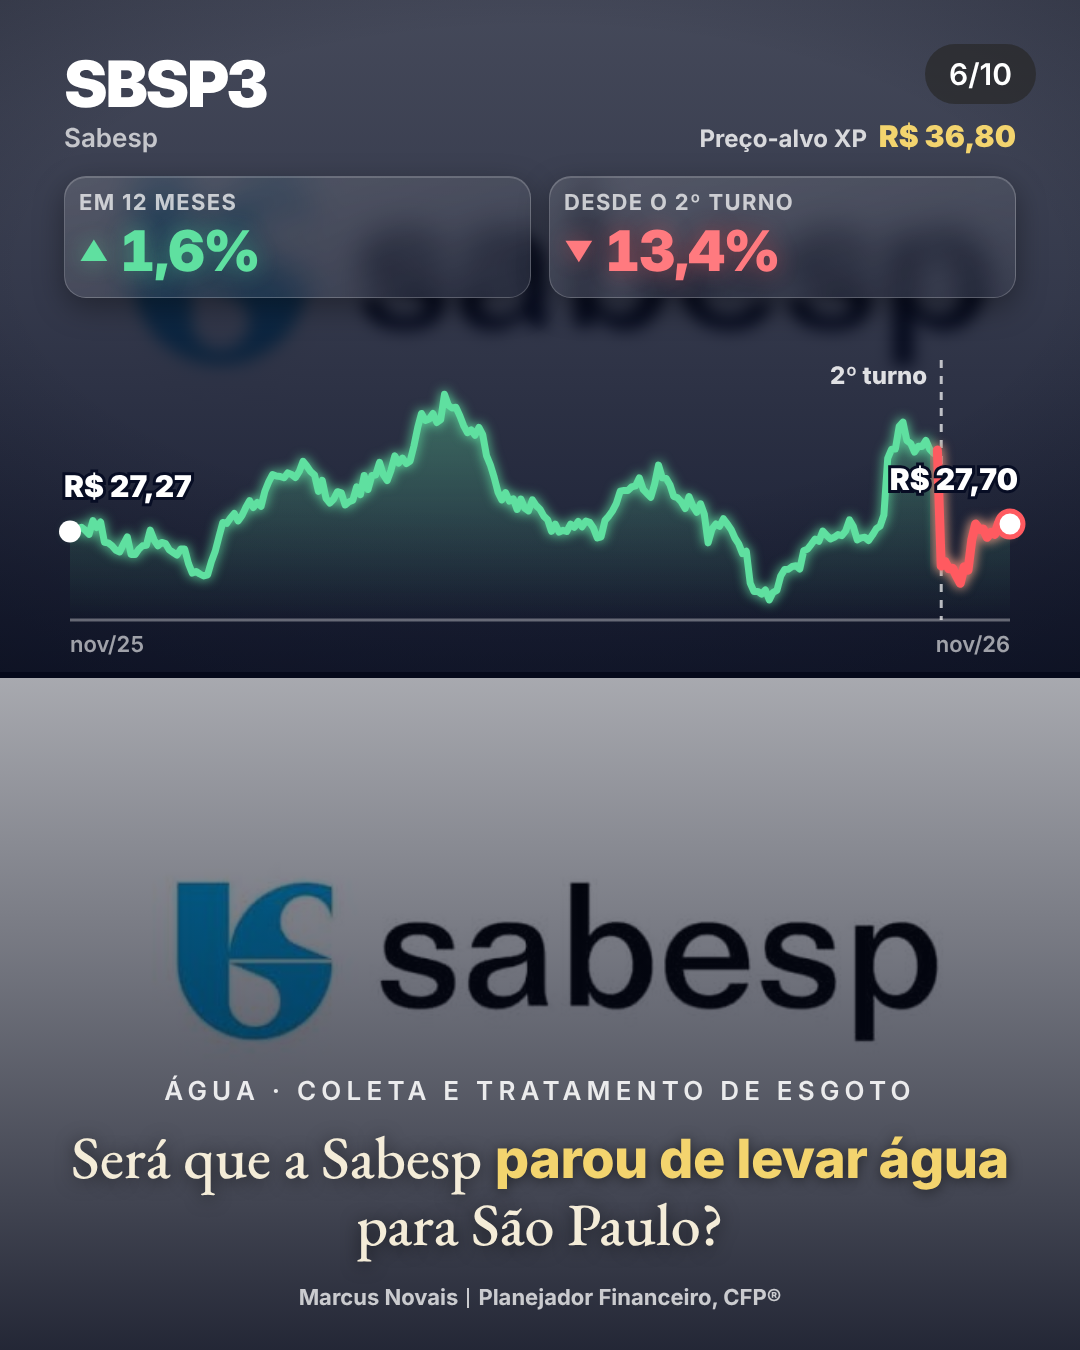 SBSP3
6/10
Sabesp
Preço-alvo XP R$ 36,80
EM 12 MESES
▲ 1,6%
DESDE O 2º TURNO
▼ 13,4%
sabesp
2º turno
R$ 27,27
R$ 27,70
nov/25
nov/26
sabesp
ÁGUA · COLETA E TRATAMENTO DE ESGOTO
Será que a Sabesp parou de levar água
para São Paulo?
Marcus Novais | Planejador Financeiro, CFP®